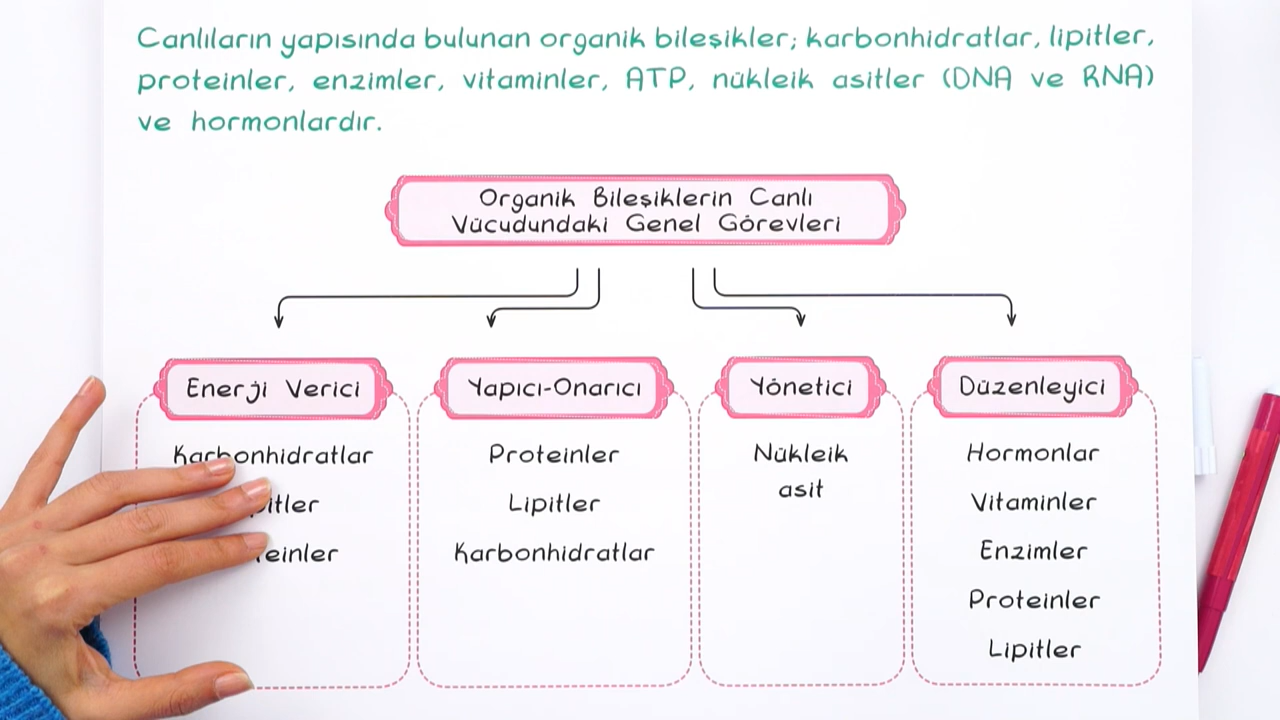 Canlıların yapısında bulunan organik bileşikler; karbonhidratlar, lipitler,
proteinler, enzimler, vitaminler, ATP, nükleik asitler (DNA ve RNA)
ve hormonlardır.
Organik Bileşiklerin Canlı
Vücudundaki Genel Görevleri
Enerji Verici
Karbonhidratlar
Yapıcı-Onarıcı
Proteinler
Lipitler
Karbonhidratlar
Yönetici
Nükleik
asit
Düzenleyici
Hormonlar
Vitaminler
Enzimler
Proteinler
Lipitler